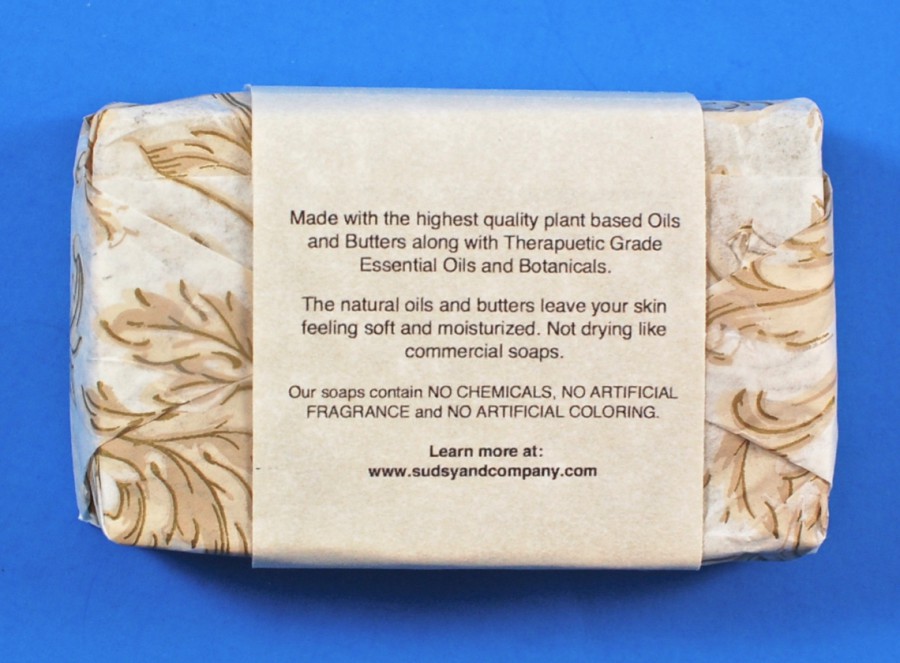 Made with the highest quality plant based Oils
and Butters along with Therapuetic Grade
Essential Oils and Botanicals.
The natural oils and butters leave your skin
feeling soft and moisturized. Not drying like
commercial soaps.
Our soaps contain NO CHEMICALS, NO ARTIFICIAL
FRAGRANCE and NO ARTIFICIAL COLORING.
Learn more at:
www.sudsyandcompany.com